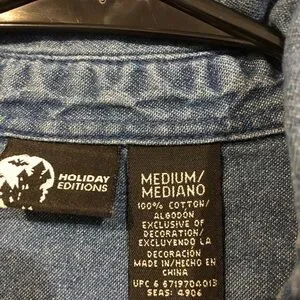 HOLIDAY
EDITIONS
MEDIUM/
MEDIANO
100% COTTON/
ALGODÓN
EXCLUSIVE OF
DECORATION/
EXCLUYENDO LA
DECORACIÓN
MADE IN/HECHO EN
CHINA
UPC 6 6719704013
SEAS: 4906